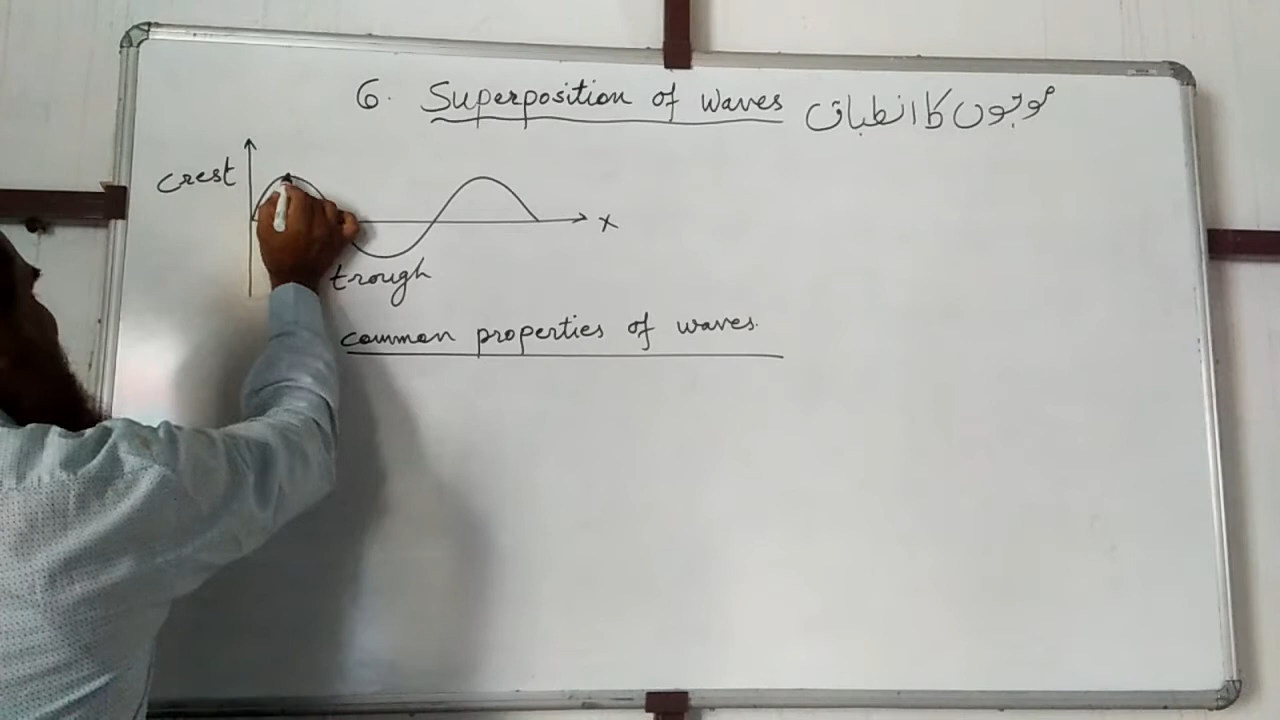 6. Superposition of waves موجوں کا انطباق
crest
x
trough
common properties of waves.